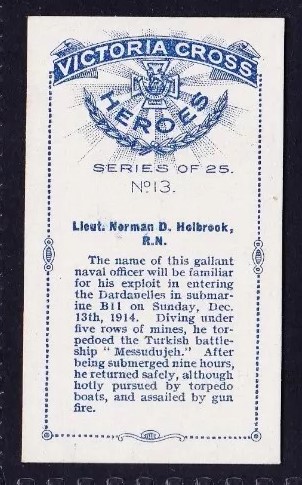 VICTORIA CROSS
HEROES
SERIES OF 25.
No 13.
Lieut. Norman D. Holbrook,
R.N.
The name of this gallant
naval officer will be familiar
for his exploit in entering
the Dardanelles in submar-
ine B11 on Sunday, Dec.
13th, 1914. Diving under
five rows of mines, he tor-
pedoed the Turkish battle-
ship "Messudujeh." After
being submerged nine hours,
he returned safely, although
hotly pursued by torpedo
boats, and assailed by gun
fire.